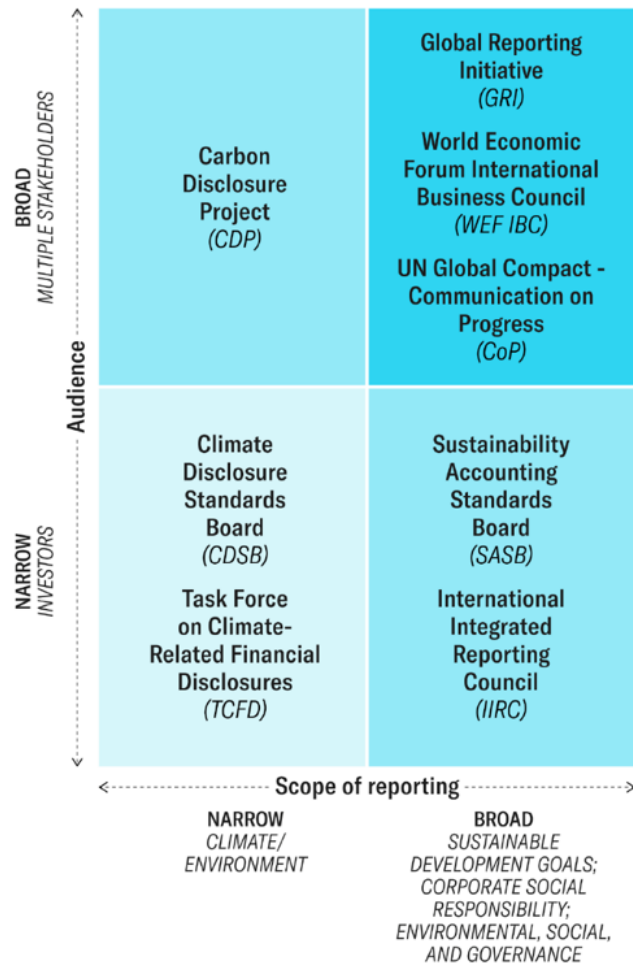 Global Reporting
Initiative
(GRI)
World Economic
Forum International
Business Council
(WEF IBC)
UN Global Compact -
Communication on
Progress
(CoP)
Carbon
Disclosure
Project
(CDP)
BROAD
MULTIPLE STAKEHOLDERS
Audience
NARROW
INVESTORS
Climate
Disclosure
Standards
Board
(CDSB)
Task Force
on Climate-
Related Financial
Disclosures
(TCFD)
Sustainability
Accounting
Standards
Board
(SASB)
International
Integrated
Reporting
Council
(IIRC)
Scope of reporting
NARROW
CLIMATE/
ENVIRONMENT
BROAD
SUSTAINABLE
DEVELOPMENT GOALS;
CORPORATE SOCIAL
RESPONSIBILITY;
ENVIRONMENTAL, SOCIAL,
AND GOVERNANCE